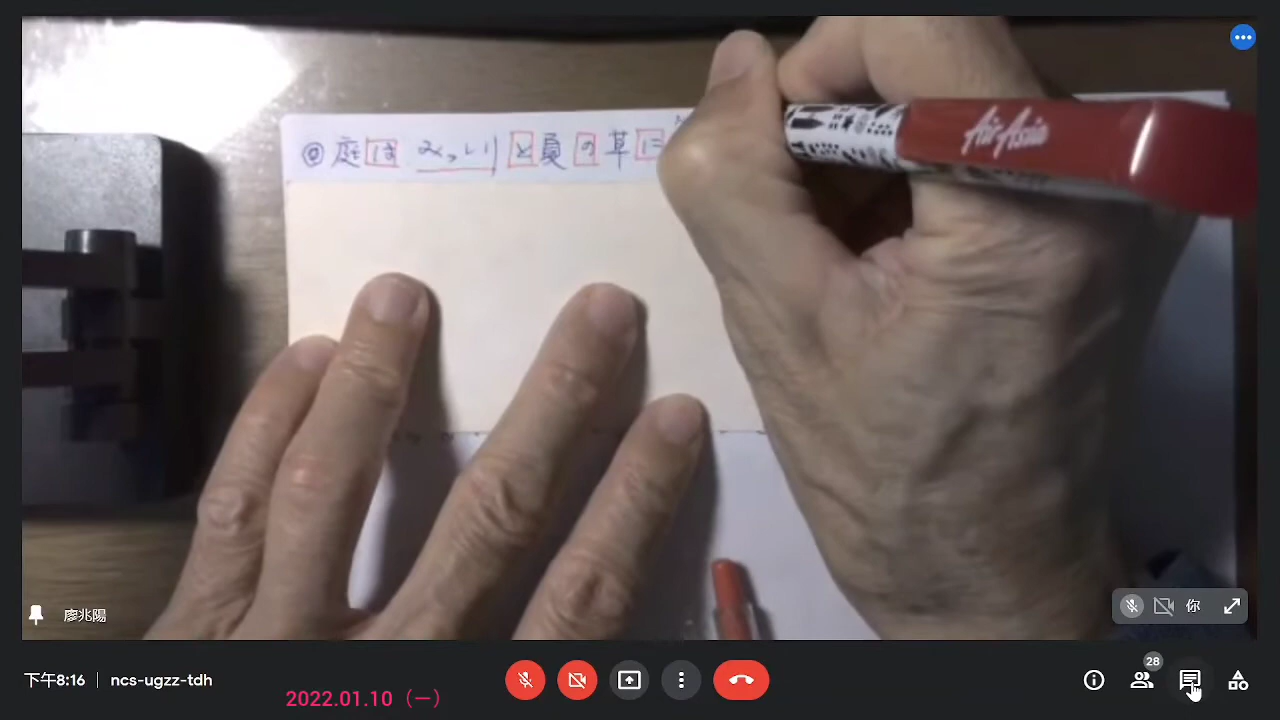 ◎庭は みっしりと夏の草に
AirAsia
廖兆陽
你
下午8:16 | ncs-ugzz-tdh
28
2022.01.10（一）